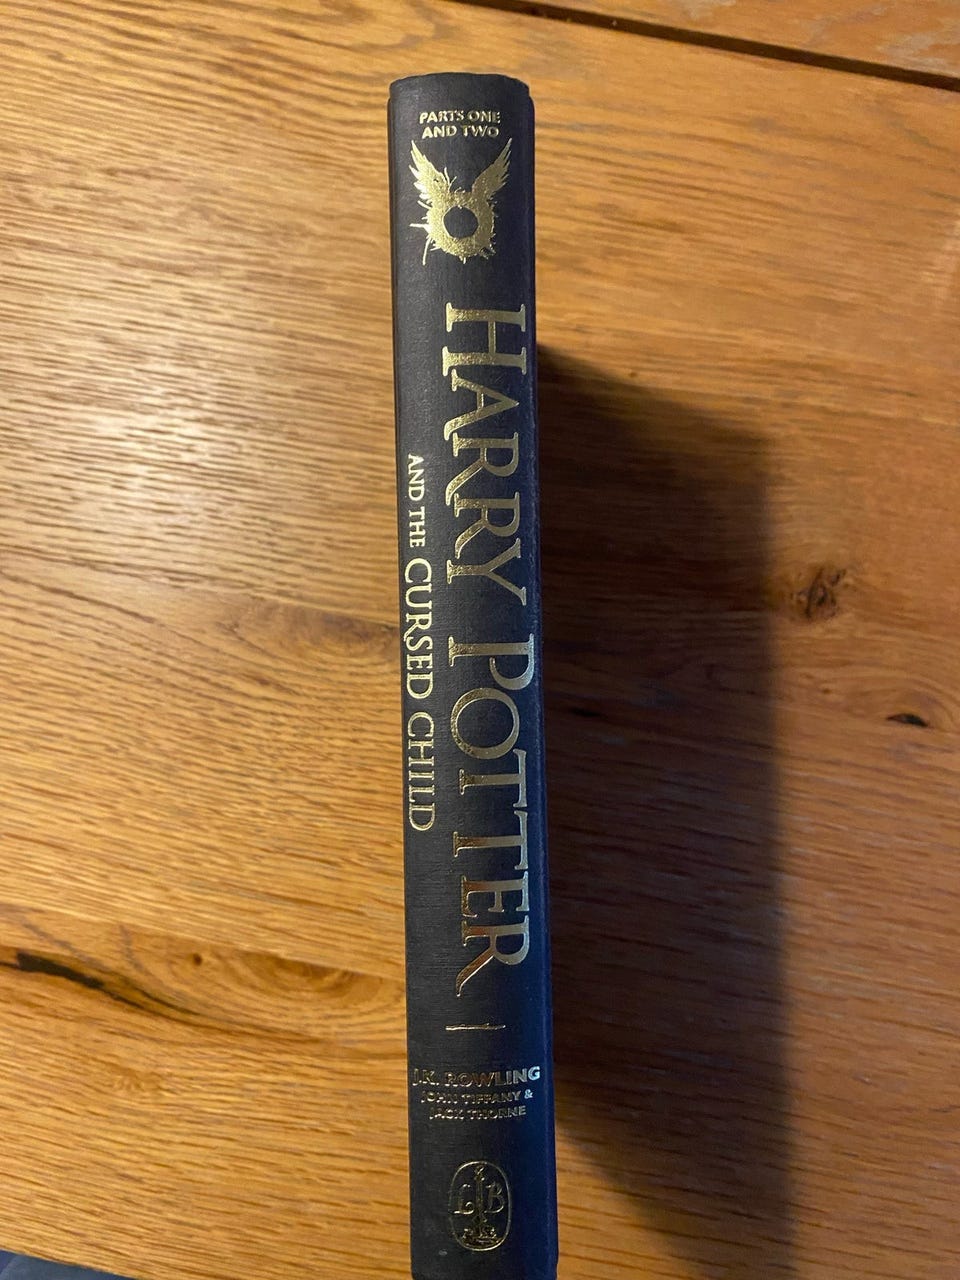 PARTS ONE
AND TWO
HARRY POTTER
AND THE CURSED CHILD
J.K. ROWLING
JOHN TIFFANY &
JACK THORNE
L B